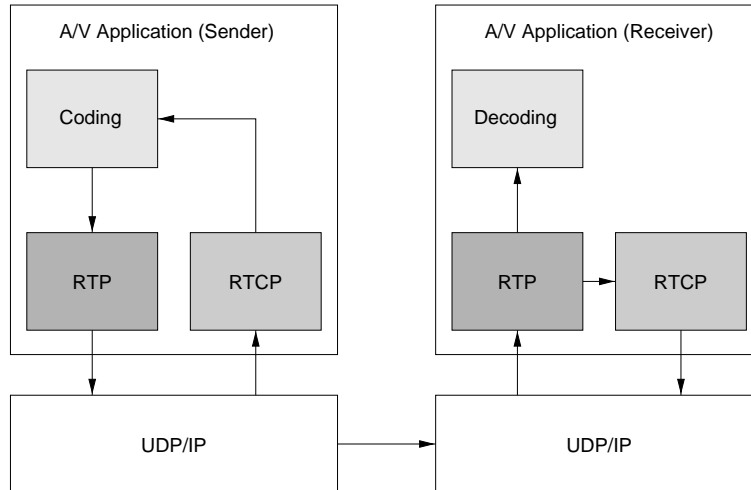 A/V Application (Sender)
A/V Application (Receiver)
Coding
Decoding
RTP
RTCP
RTP
RTCP
UDP/IP
UDP/IP